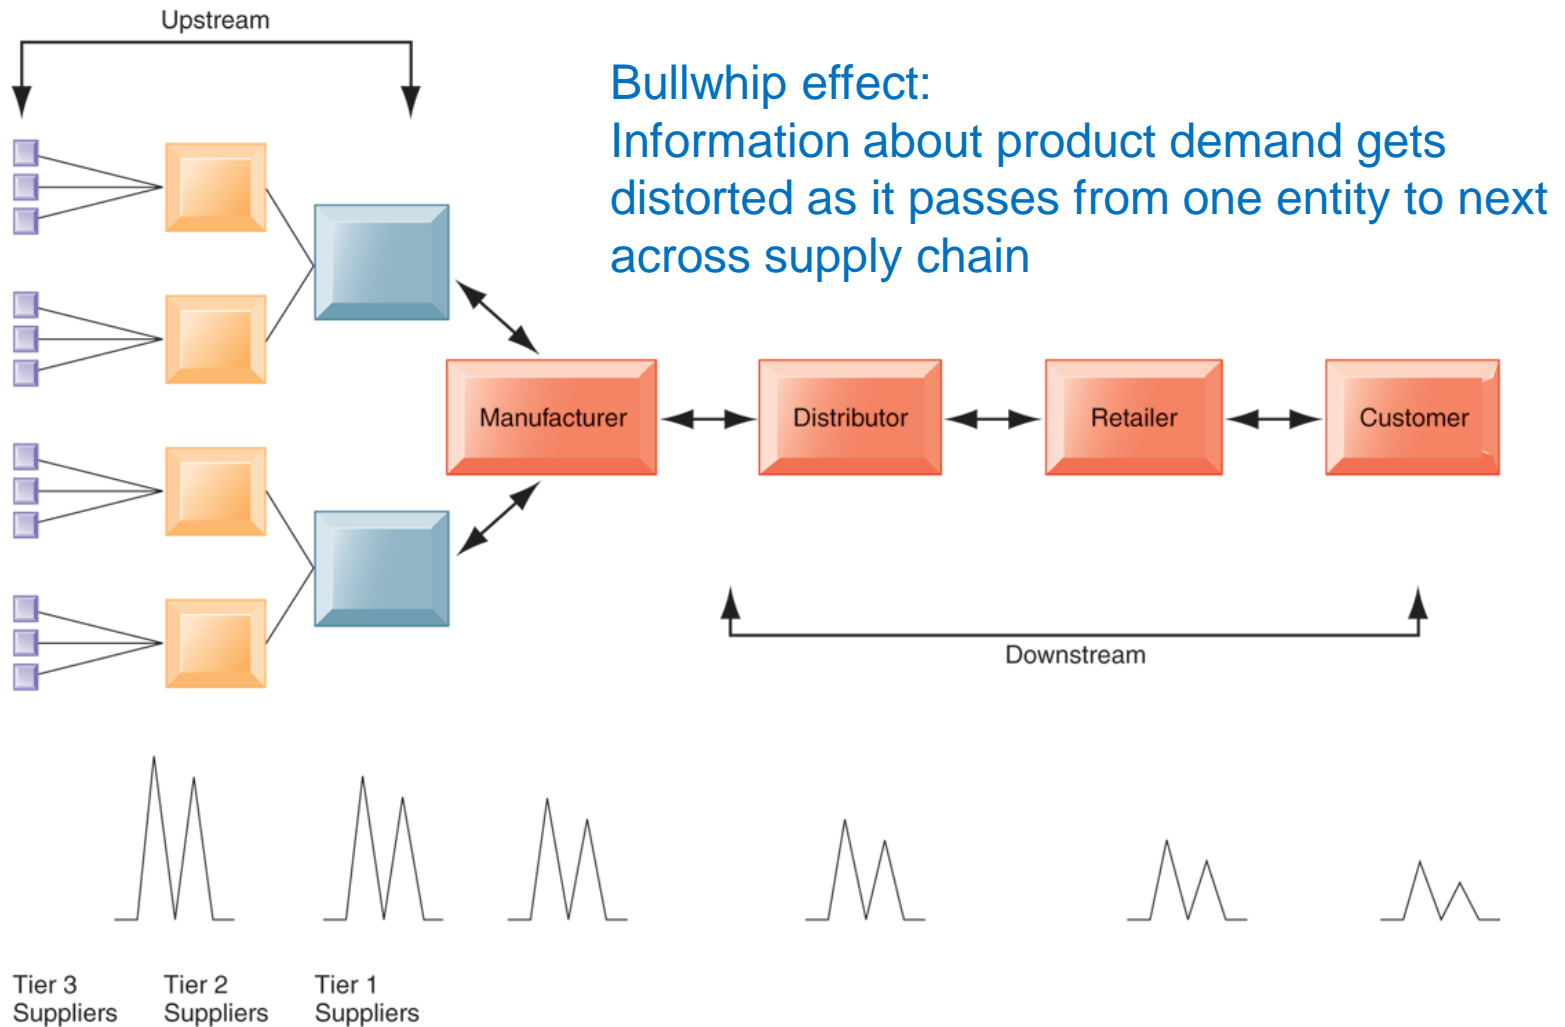 Upstream
Bullwhip effect:
Information about product demand gets
distorted as it passes from one entity to next
across supply chain
Manufacturer
Distributor
Retailer
Customer
Downstream
Tier 3
Suppliers
Tier 2
Suppliers
Tier 1
Suppliers